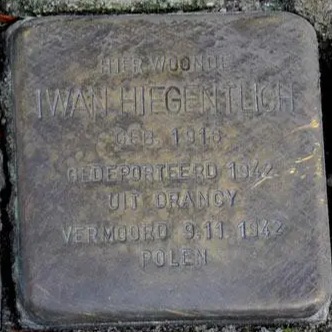 HIER WOONDE
IWAN HIEGENTLICH
GEB. 1916
GEDEPORTEERD 1942
UIT DRANCY
VERMOORD 9.11.1942
POLEN